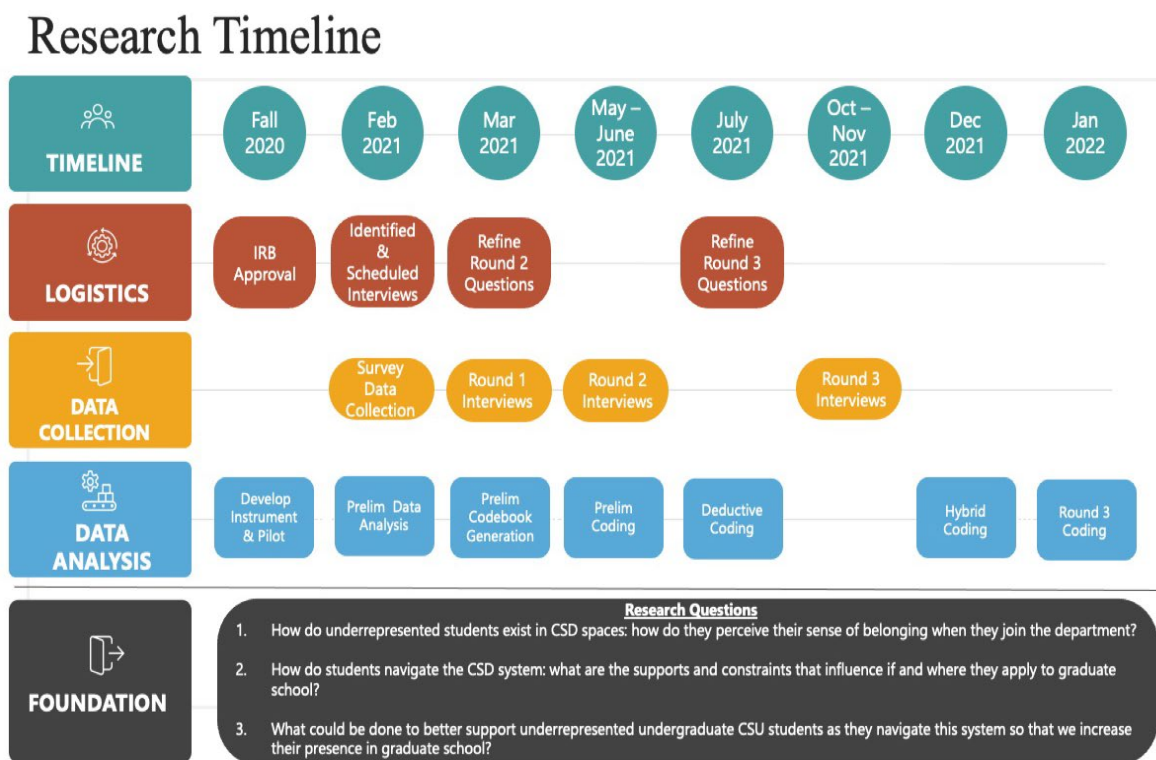 Research Timeline
TIMELINE
Fall
2020
Feb
2021
Mar
2021
May –
June
2021
July
2021
Oct –
Nov
2021
Dec
2021
Jan
2022
LOGISTICS
IRB
Approval
Identified
&
Scheduled
Interviews
Refine
Round 2
Questions
Refine
Round 3
Questions
DATA
COLLECTION
Survey
Data
Collection
Round 1
Interviews
Round 2
Interviews
Round 3
Interviews
DATA
ANALYSIS
Develop
Instrument
& Pilot
Prelim Data
Analysis
Prelim
Codebook
Generation
Prelim
Coding
Deductive
Coding
Hybrid
Coding
Round 3
Coding
FOUNDATION
Research Questions
1. How do underrepresented students exist in CSD spaces: how do they perceive their sense of belonging when they join the department?
2. How do students navigate the CSD system: what are the supports and constraints that influence if and where they apply to graduate
school?
3. What could be done to better support underrepresented undergraduate CSU students as they navigate this system so that we increase
their presence in graduate school?